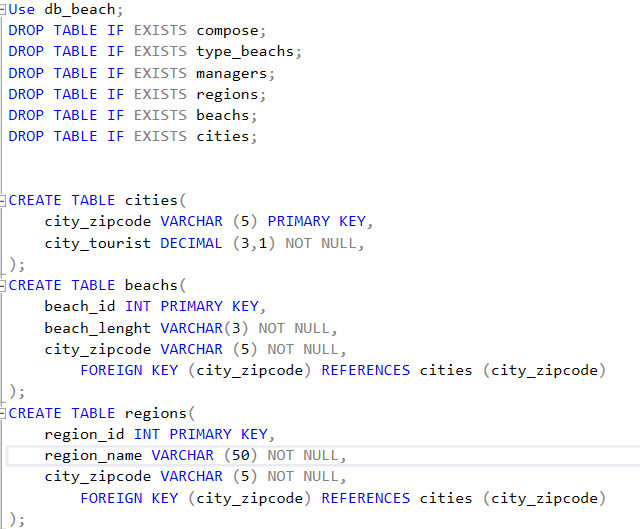 Use db_beach;
DROP TABLE IF EXISTS compose;
DROP TABLE IF EXISTS type_beachs;
DROP TABLE IF EXISTS managers;
DROP TABLE IF EXISTS regions;
DROP TABLE IF EXISTS beachs;
DROP TABLE IF EXISTS cities;
CREATE TABLE cities(
    city_zipcode VARCHAR (5) PRIMARY KEY,
    city_tourist DECIMAL (3,1) NOT NULL,
);
CREATE TABLE beachs(
    beach_id INT PRIMARY KEY,
    beach_lenght VARCHAR(3) NOT NULL,
    city_zipcode VARCHAR (5) NOT NULL,
        FOREIGN KEY (city_zipcode) REFERENCES cities (city_zipcode)
);
CREATE TABLE regions(
    region_id INT PRIMARY KEY,
    region_name VARCHAR (50) NOT NULL,
    city_zipcode VARCHAR (5) NOT NULL,
        FOREIGN KEY (city_zipcode) REFERENCES cities (city_zipcode)
);